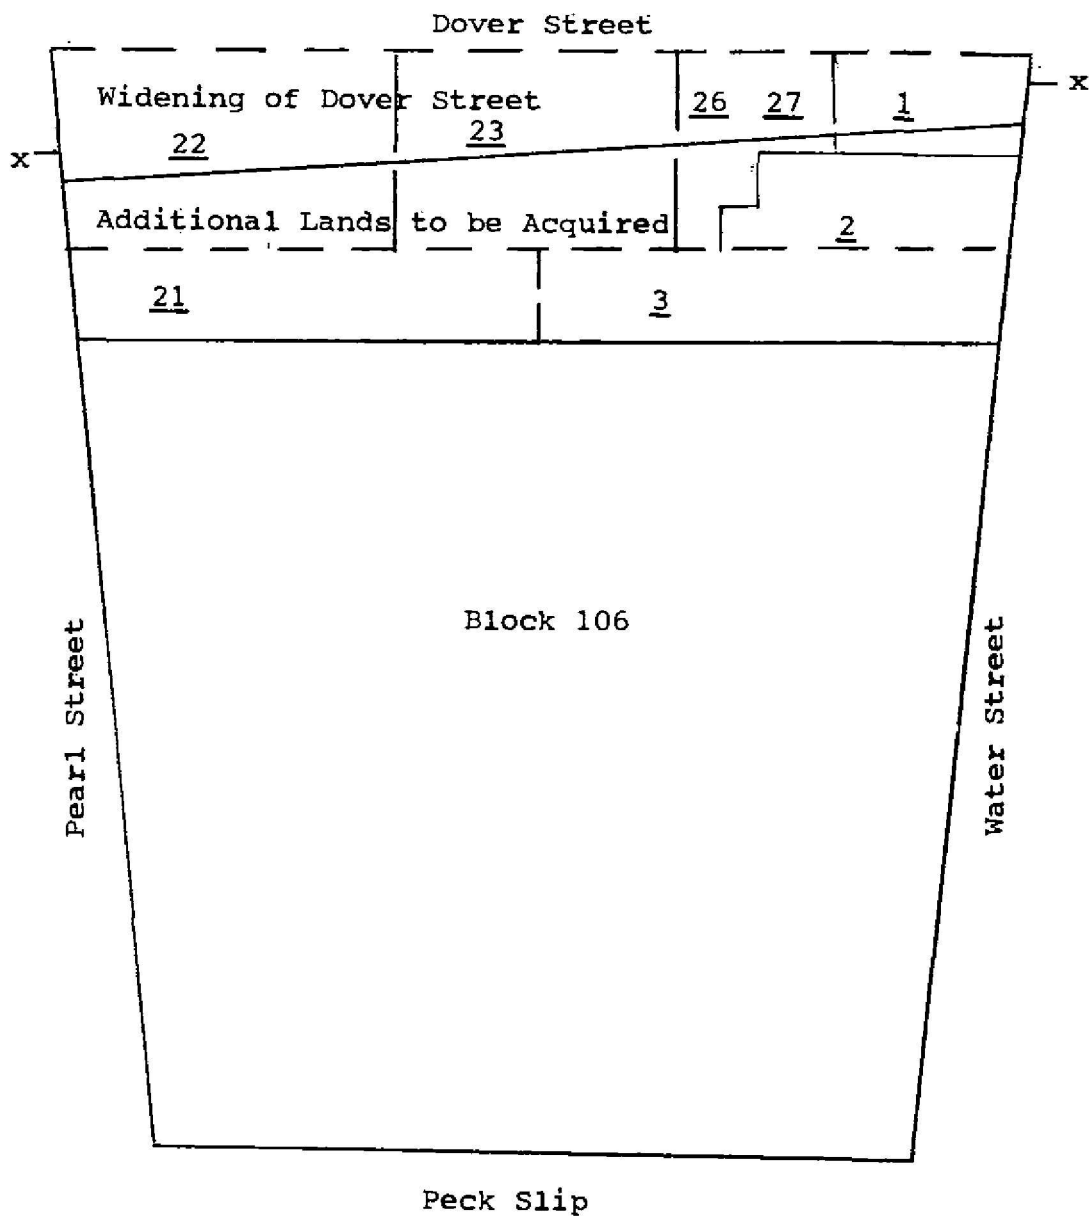 Dover Street
x
Widening of Dover Street
26 27 1
22 23
x
Additional Lands to be Acquired
2
21 3
Block 106
Pearl Street
Water Street
Peck Slip